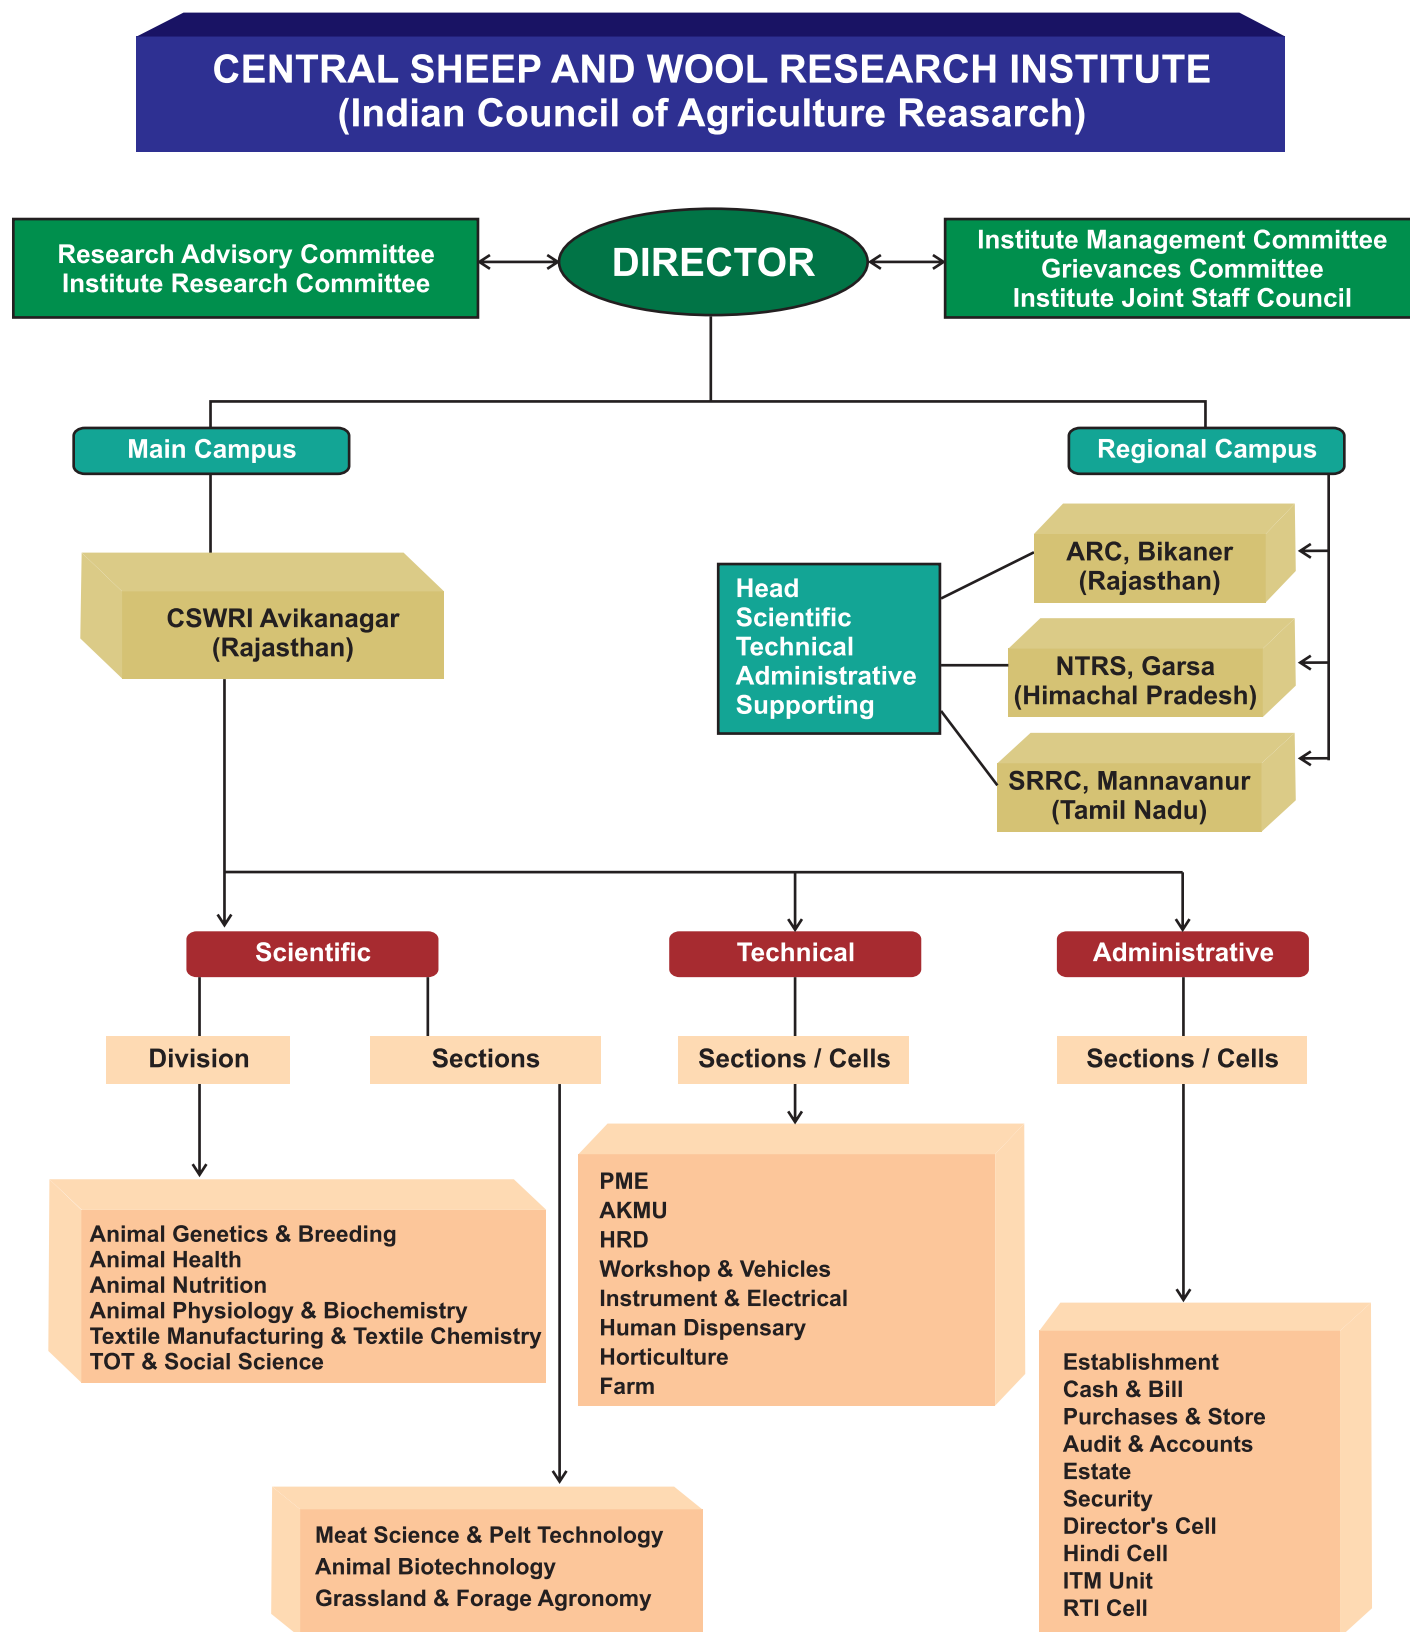 CENTRAL SHEEP AND WOOL RESEARCH INSTITUTE
(Indian Council of Agriculture Reasarch)
Research Advisory Committee
Institute Research Committee
DIRECTOR
Institute Management Committee
Grievances Committee
Institute Joint Staff Council
Main Campus
Regional Campus
CSWRI Avikanagar
(Rajasthan)
Head
Scientific
Technical
Administrative
Supporting
ARC, Bikaner
(Rajasthan)
NTRS, Garsa
(Himachal Pradesh)
SRRC, Mannavanur
(Tamil Nadu)
Scientific
Technical
Administrative
Division
Sections
Sections / Cells
Sections / Cells
Animal Genetics & Breeding
Animal Health
Animal Nutrition
Animal Physiology & Biochemistry
Textile Manufacturing & Textile Chemistry
TOT & Social Science
Meat Science & Pelt Technology
Animal Biotechnology
Grassland & Forage Agronomy
PME
AKMU
HRD
Workshop & Vehicles
Instrument & Electrical
Human Dispensary
Horticulture
Farm
Establishment
Cash & Bill
Purchases & Store
Audit & Accounts
Estate
Security
Director's Cell
Hindi Cell
ITM Unit
RTI Cell